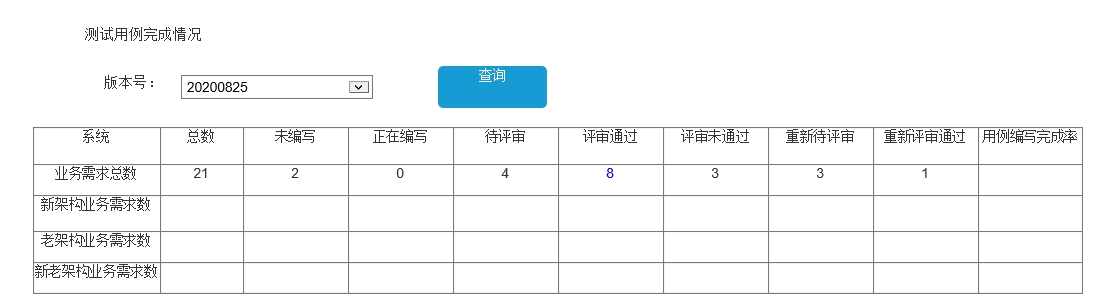 测试用例完成情况
版本号： 20200825 查询
系统 总数 未编写 正在编写 待评审 评审通过 评审未通过 重新待评审 重新评审通过 用例编写完成率
业务需求总数 21 2 0 4 8 3 3 1
新架构业务需求数
老架构业务需求数
新老架构业务需求数